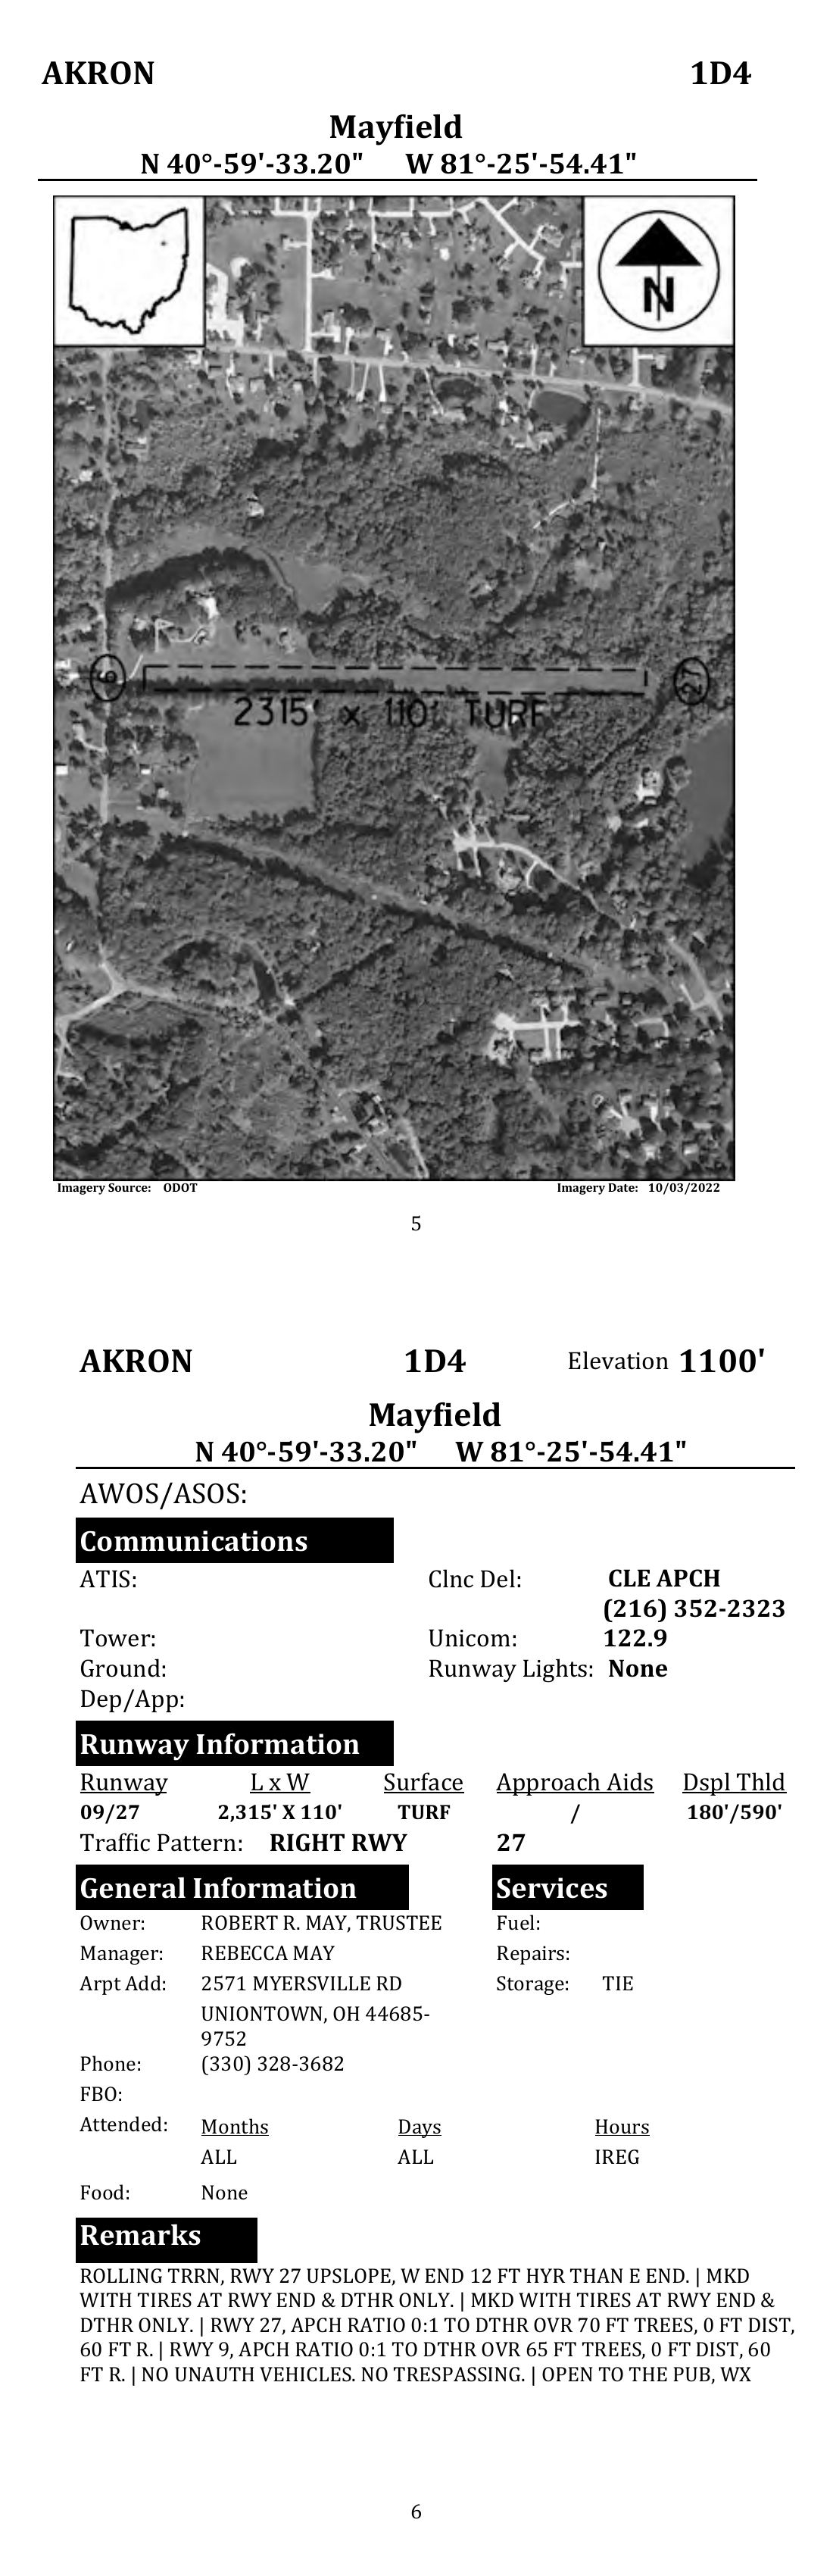 AKRON 1D4
Mayfield
N 40°-59'-33.20" W 81°-25'-54.41"
N
9 27
2315' x 110' TURF
Imagery Source: ODOT Imagery Date: 10/03/2022
5
AKRON 1D4 Elevation 1100'
Mayfield
N 40°-59'-33.20" W 81°-25'-54.41"
AWOS/ASOS:
Communications
ATIS: Clnc Del: CLE APCH
(216) 352-2323
Tower: Unicom: 122.9
Ground: Runway Lights: None
Dep/App:
Runway Information
Runway L x W Surface Approach Aids Dspl Thld
09/27 2,315' X 110' TURF / 180'/590'
Traffic Pattern: RIGHT RWY 27
General Information Services
Owner: ROBERT R. MAY, TRUSTEE Fuel:
Manager: REBECCA MAY Repairs:
Arpt Add: 2571 MYERSVILLE RD Storage: TIE
UNIONTOWN, OH 44685-
9752
Phone: (330) 328-3682
FBO:
Attended: Months Days Hours
ALL ALL IREG
Food: None
Remarks
ROLLING TRRN, RWY 27 UPSLOPE, W END 12 FT HYR THAN E END. | MKD
WITH TIRES AT RWY END & DTHR ONLY. | MKD WITH TIRES AT RWY END &
DTHR ONLY. | RWY 27, APCH RATIO 0:1 TO DTHR OVR 70 FT TREES, 0 FT DIST,
60 FT R. | RWY 9, APCH RATIO 0:1 TO DTHR OVR 65 FT TREES, 0 FT DIST, 60
FT R. | NO UNAUTH VEHICLES. NO TRESPASSING. | OPEN TO THE PUB, WX
6